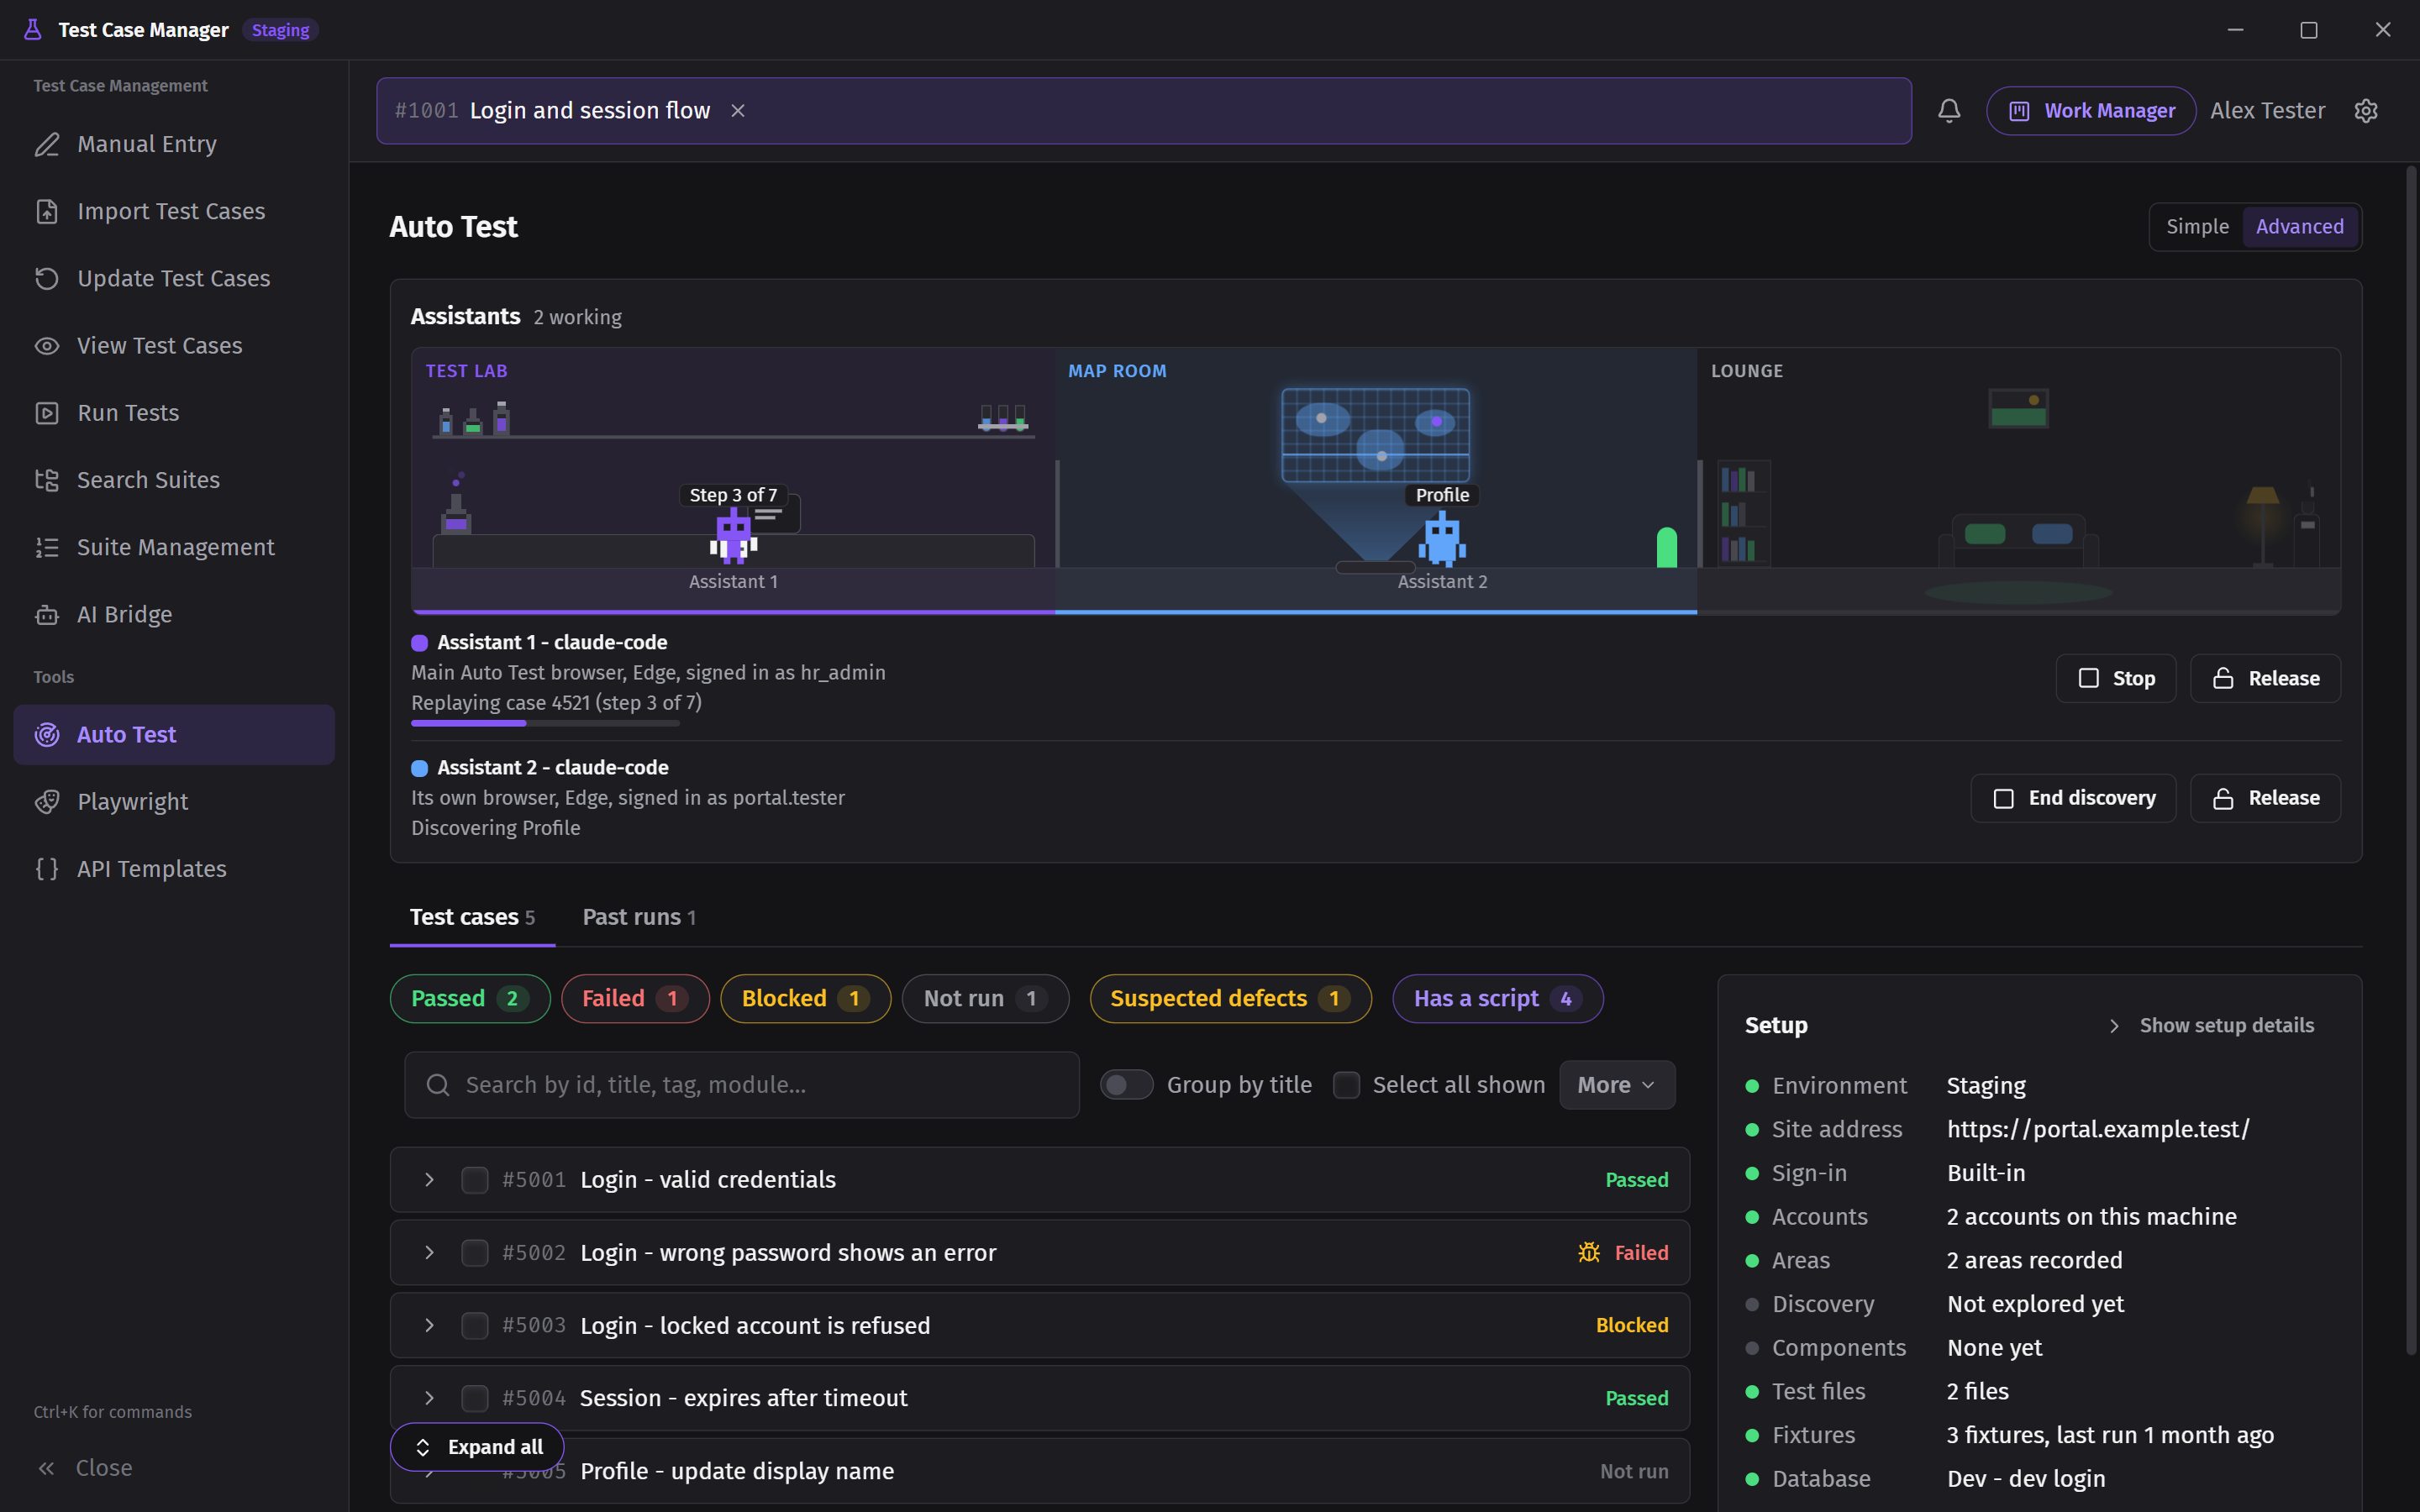 Test Case Manager Staging
Test Case Management
Manual Entry
Import Test Cases
Update Test Cases
View Test Cases
Run Tests
Search Suites
Suite Management
AI Bridge
Tools
Auto Test
Playwright
API Templates
Ctrl+K for commands
Close
#1001 Login and session flow
Work Manager
Alex Tester
Auto Test
Simple Advanced
Assistants 2 working
TEST LAB
MAP ROOM
LOUNGE
Step 3 of 7
Profile
Assistant 1
Assistant 2
Assistant 1 - claude-code
Main Auto Test browser, Edge, signed in as hr_admin
Replaying case 4521 (step 3 of 7)
Stop
Release
Assistant 2 - claude-code
Its own browser, Edge, signed in as portal.tester
Discovering Profile
End discovery
Release
Test cases 5
Past runs 1
Passed 2
Failed 1
Blocked 1
Not run 1
Suspected defects 1
Has a script 4
Search by id, title, tag, module...
Group by title
Select all shown
More
#5001 Login - valid credentials Passed
#5002 Login - wrong password shows an error Failed
#5003 Login - locked account is refused Blocked
#5004 Session - expires after timeout Passed
Expand all
#5005 Profile - update display name Not run
Setup
Show setup details
Environment Staging
Site address https://portal.example.test/
Sign-in Built-in
Accounts 2 accounts on this machine
Areas 2 areas recorded
Discovery Not explored yet
Components None yet
Test files 2 files
Fixtures 3 fixtures, last run 1 month ago
Database Dev - dev login